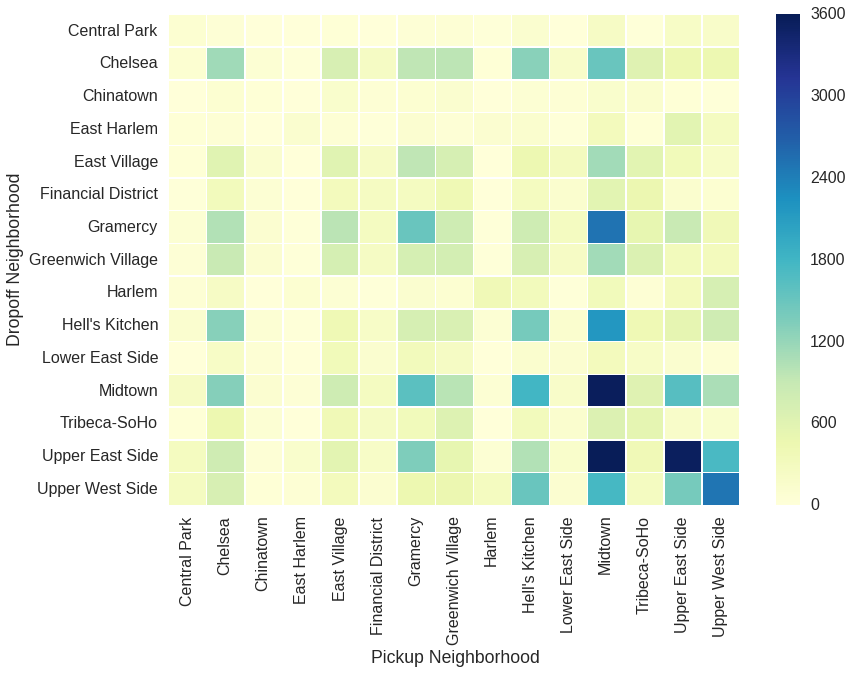 Dropoff Neighborhood
Central Park
Chelsea
Chinatown
East Harlem
East Village
Financial District
Gramercy
Greenwich Village
Harlem
Hell's Kitchen
Lower East Side
Midtown
Tribeca-SoHo
Upper East Side
Upper West Side
Central Park
Chelsea
Chinatown
East Harlem
East Village
Financial District
Gramercy
Greenwich Village
Harlem
Hell's Kitchen
Lower East Side
Midtown
Tribeca-SoHo
Upper East Side
Upper West Side
Pickup Neighborhood
3600
3000
2400
1800
1200
600
0